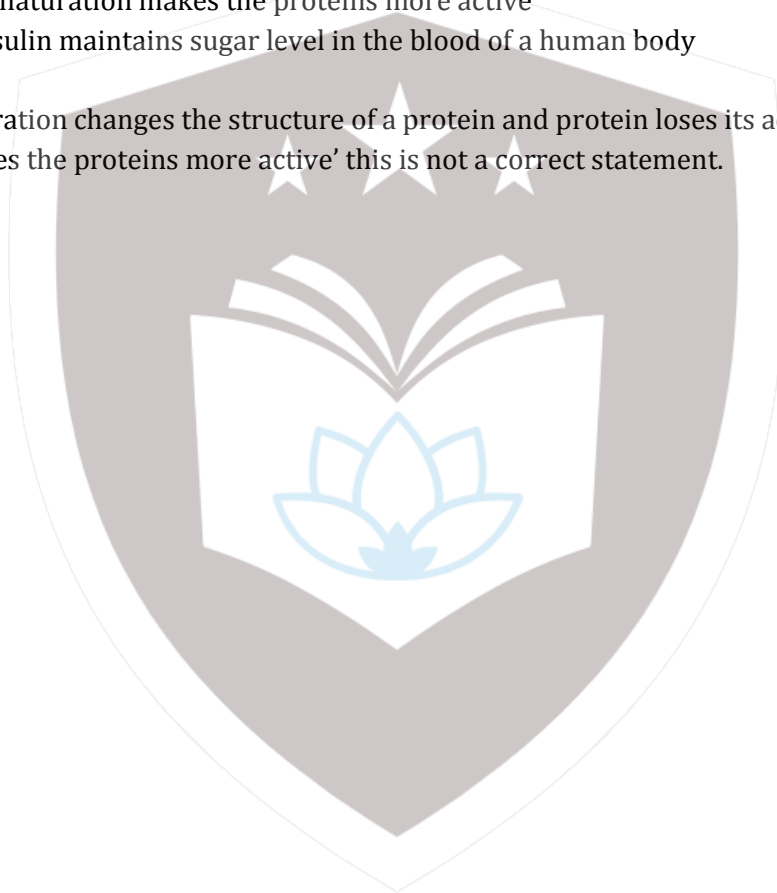 naturation makes the proteins more active
sulin maintains sugar level in the blood of a human body
ration changes the structure of a protein and protein loses its a
es the proteins more active’ this is not a correct statement.